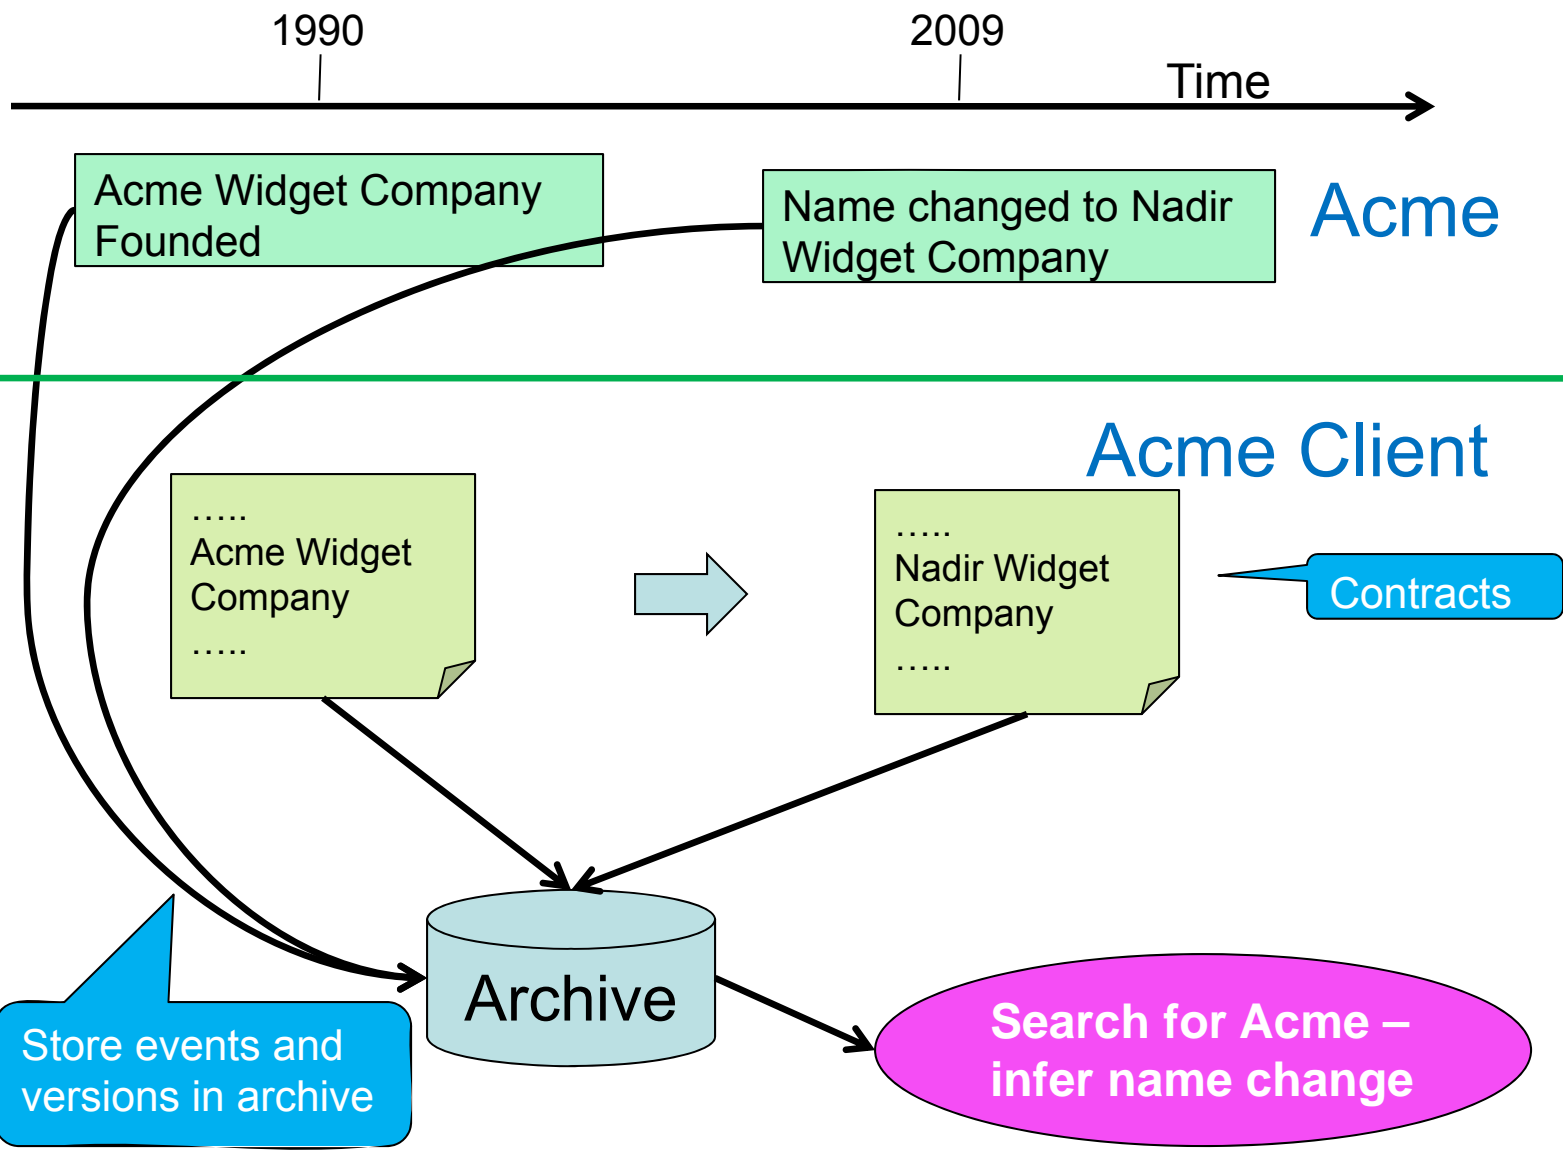 1990
2009
Time
Acme Widget Company
Founded
Name changed to Nadir
Widget Company
Acme
Acme Client
…..
Acme Widget
Company
…..
…..
Nadir Widget
Company
…..
Contracts
Archive
Store events and
versions in archive
Search for Acme –
infer name change